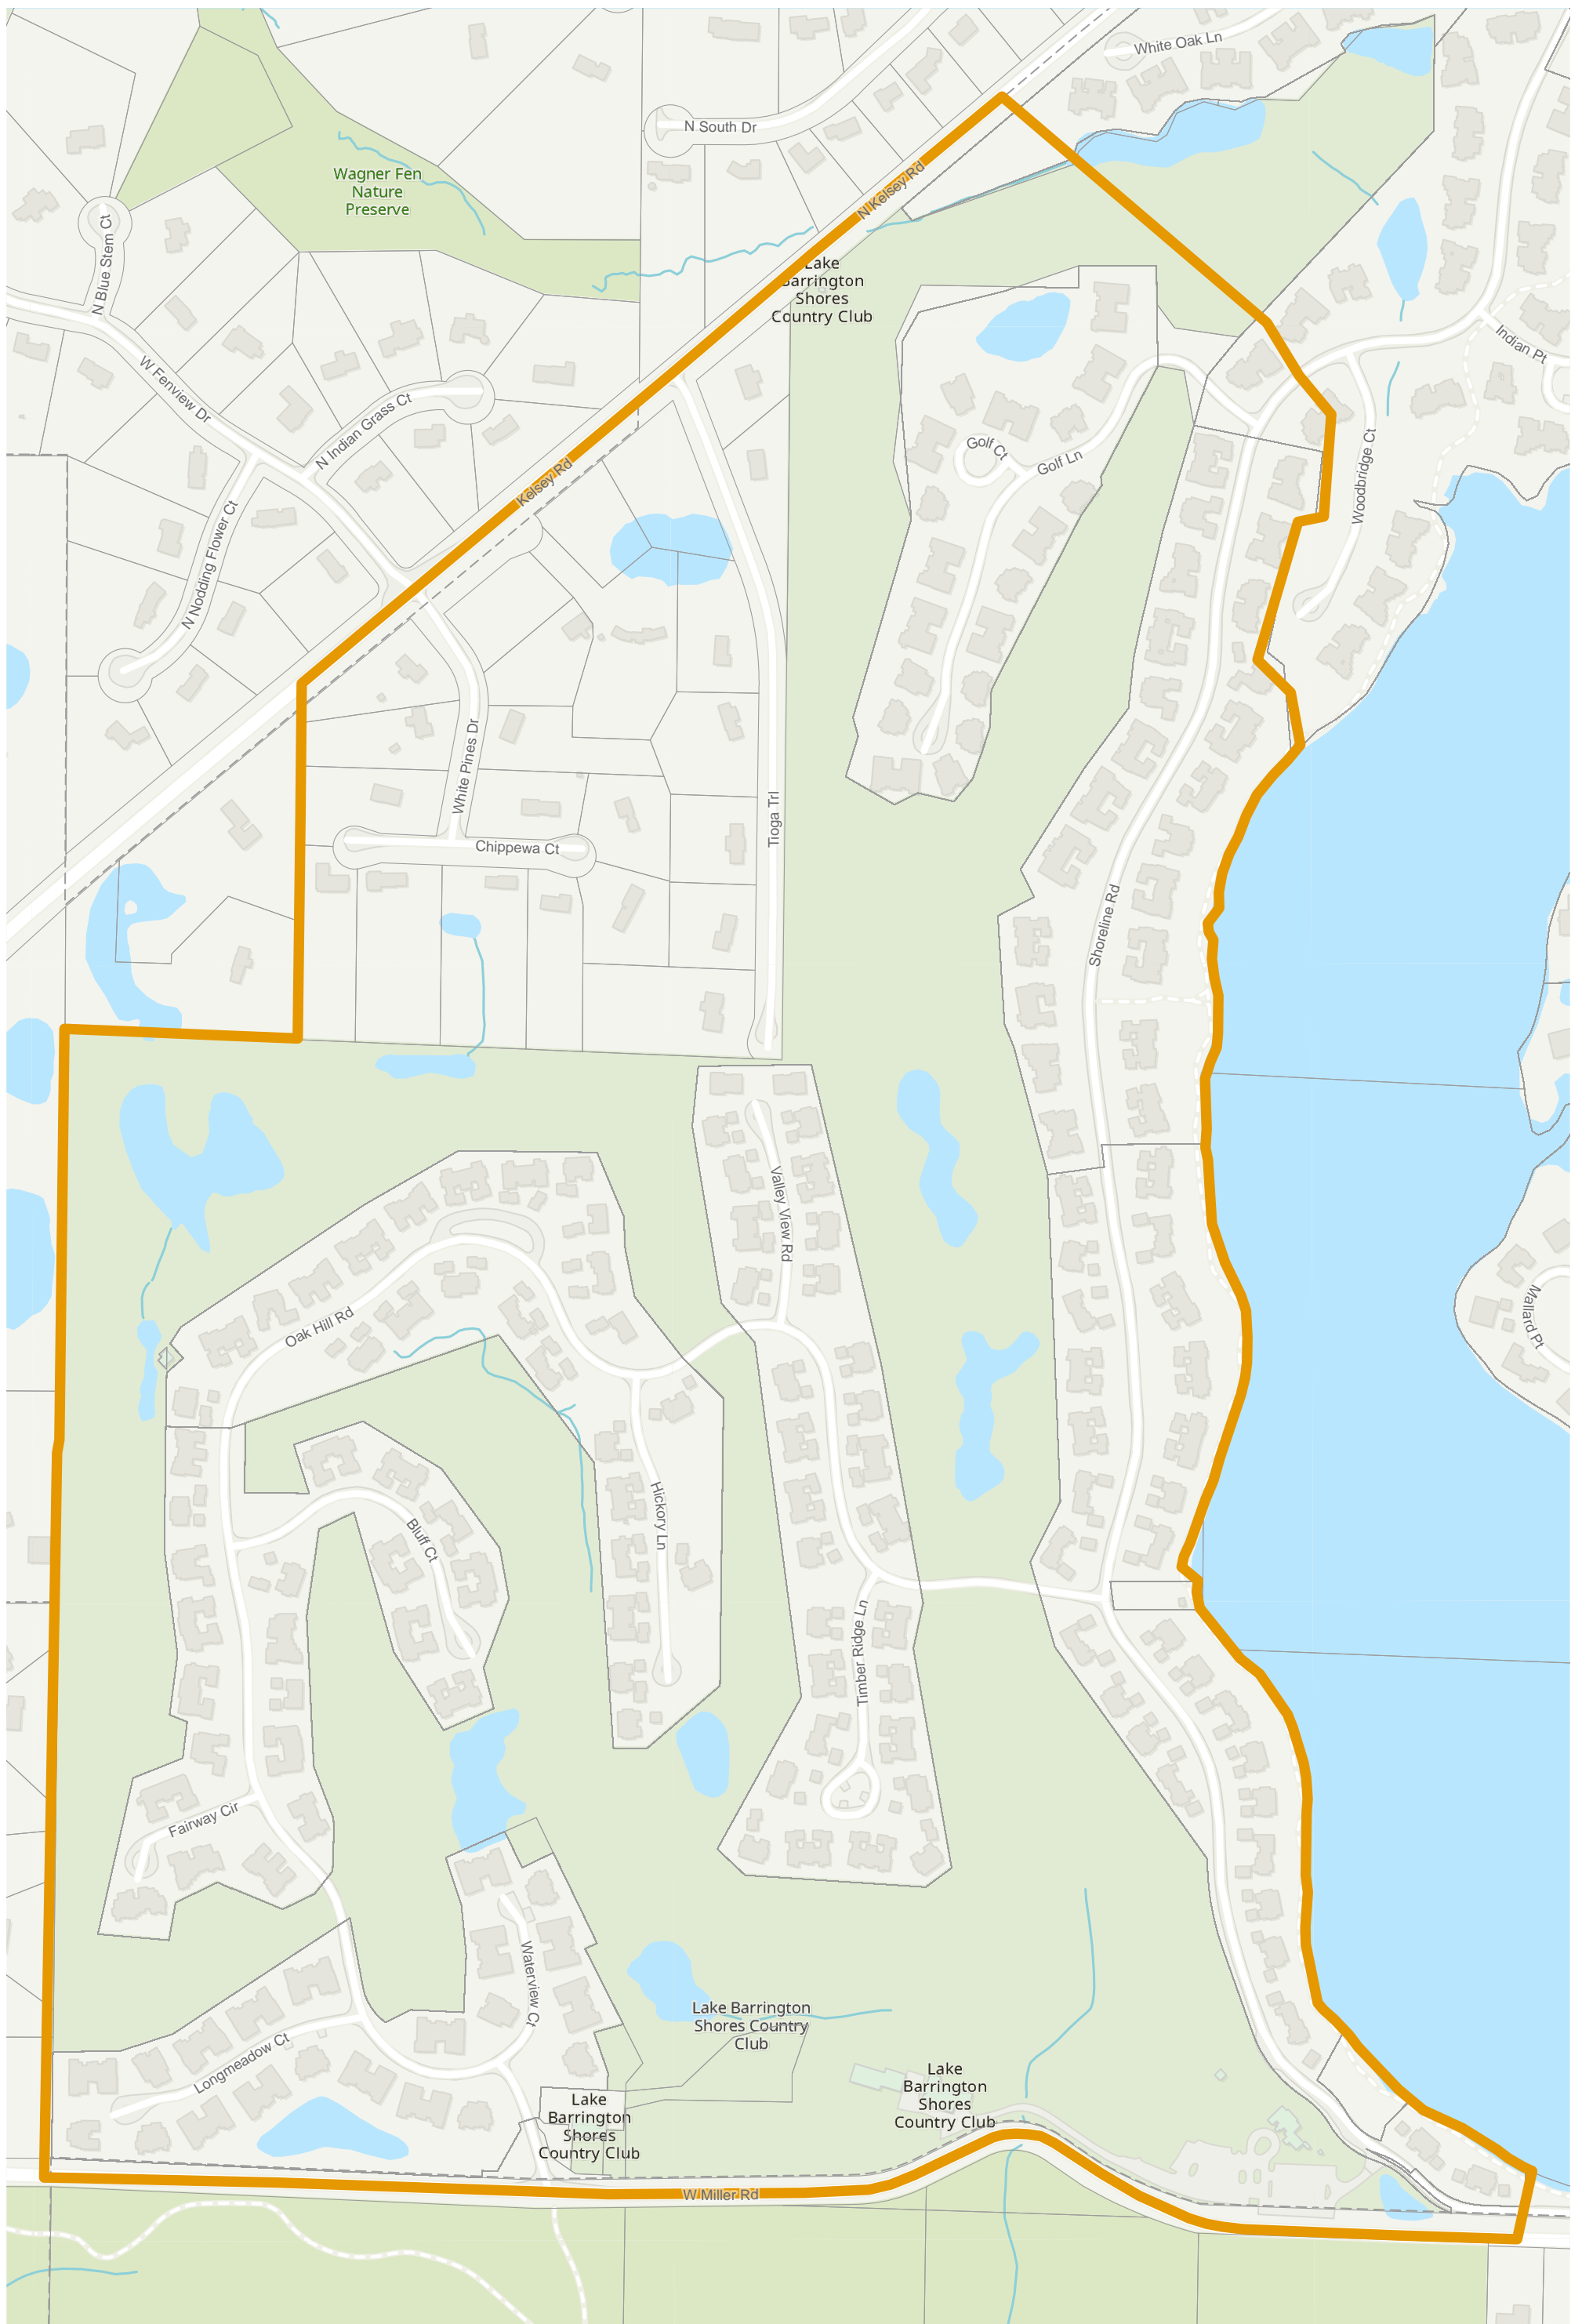 White Oak Ln
N South Dr
Wagner Fen
Nature
Preserve
N Kelsey Rd
N Blue Stem Ct
Lake
Barrington
Shores
Country Club
Indian Pt
W Fenview Dr
N Indian Grass Ct
Golf Ct
Golf Ln
Kelsey Rd
Woodbridge Ct
N Nodding Flower Ct
White Pines Dr
Tioga Trl
Chippewa Ct
Shoreline Rd
Valley View Rd
Oak Hill Rd
Mallard Pt
Hickory Ln
Bluff Ct
Timber Ridge Ln
Fairway Cir
Waterview Ct
Lake Barrington
Shores Country
Club
Longmeadow Ct
Lake
Barrington
Shores
Country Club
Lake
Barrington
Shores
Country Club
W Miller Rd